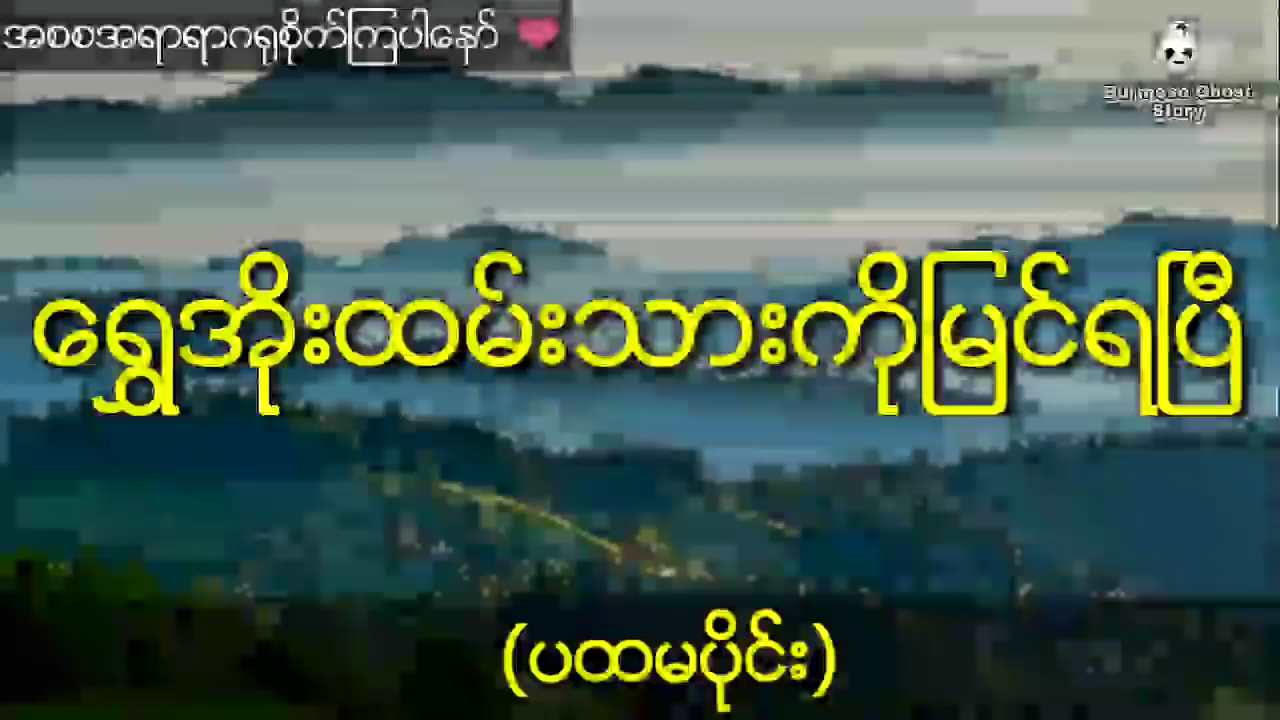 အစစအရာရာဂရုစိုက်ကြပါနော် ❤
Burmese Ghost
Story
ရွှေအိုးထမ်းသားကိုမြင်ရပြီ
(ပထမပိုင်း)